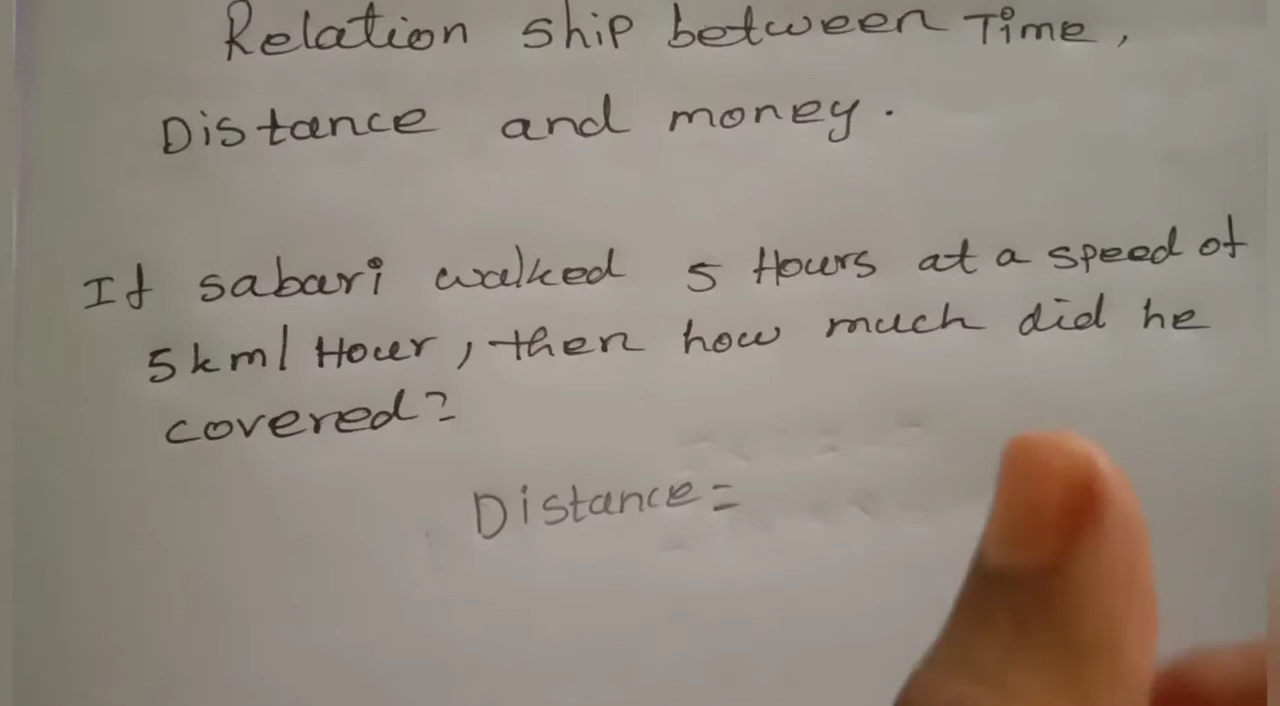 Relation ship between Time,
Distance and money.
If sabari walked 5 Hours at a speed of
5km/Hour, then how much did he
covered?
Distance=